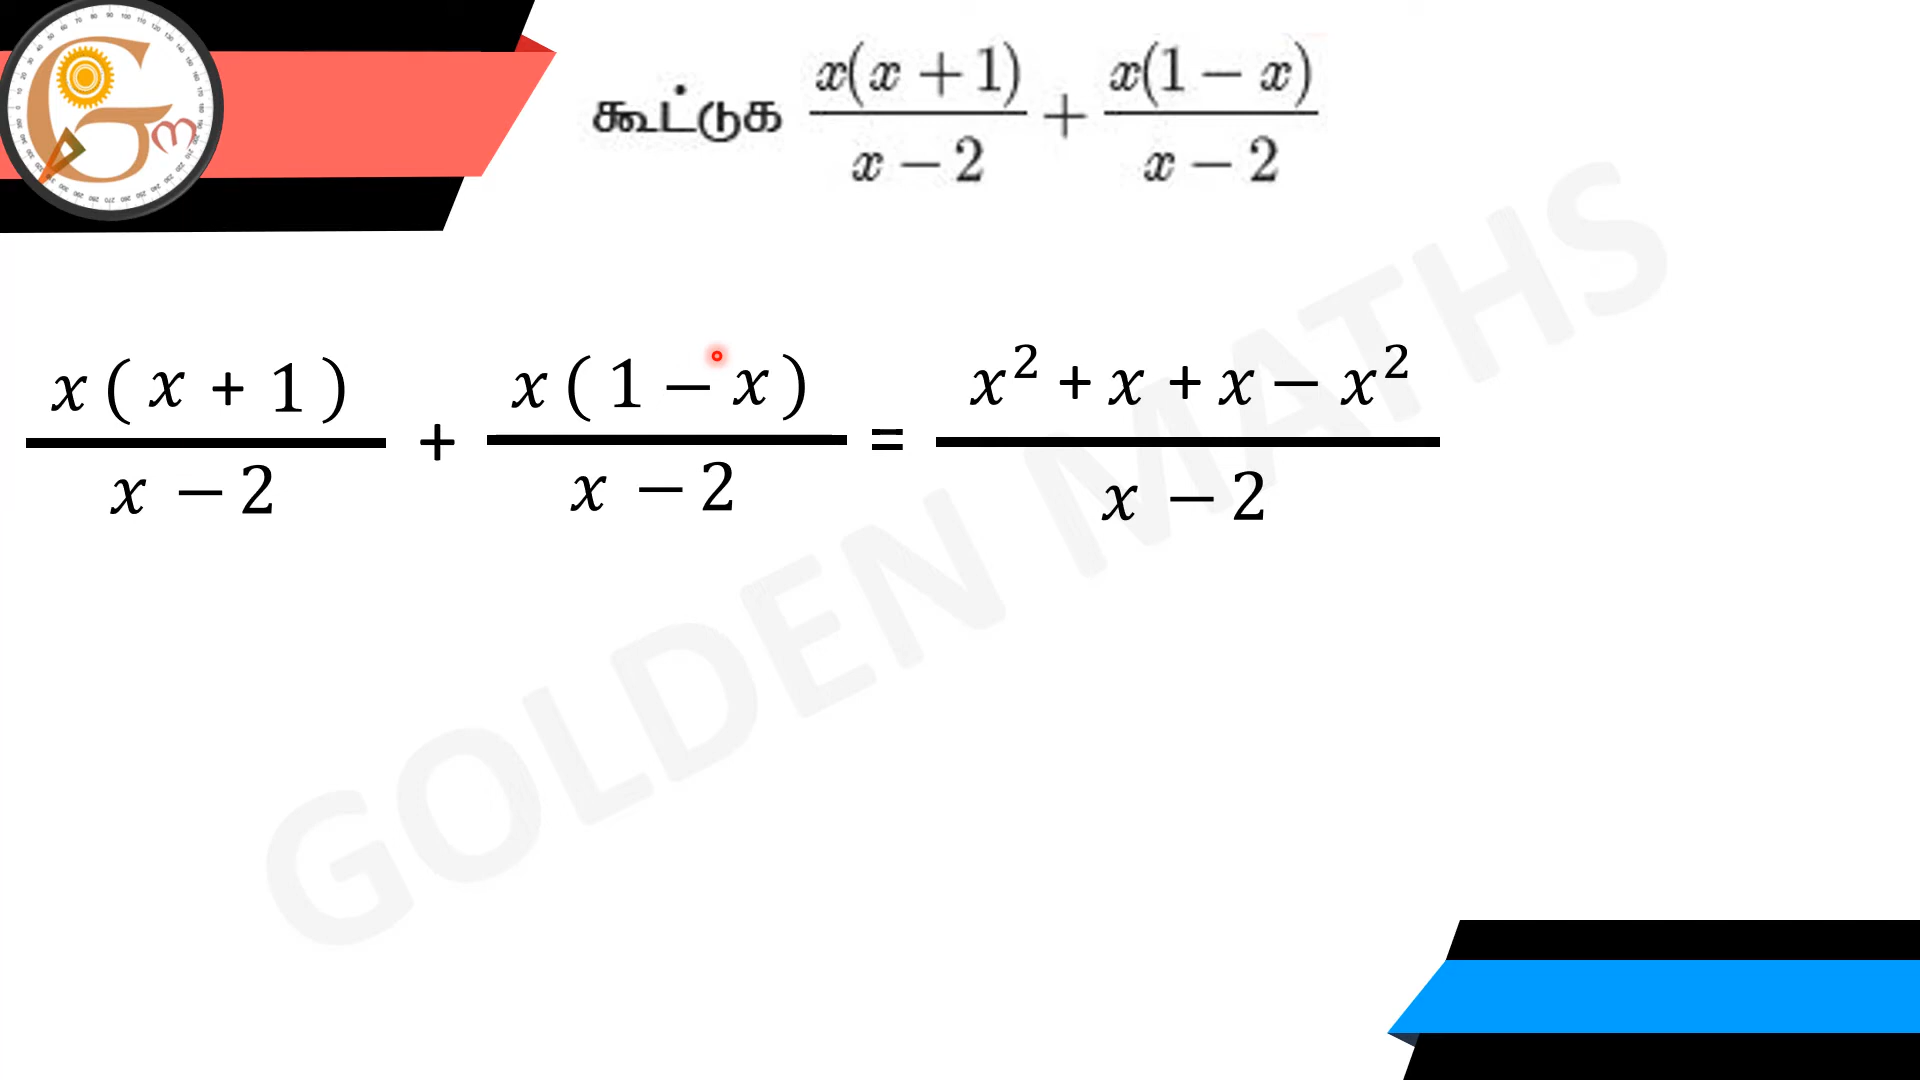 கூட்டுக x(x + 1)/x − 2 + x(1 − x)/x − 2
x ( x + 1 )/x − 2 + x ( 1 − x )/x − 2 = x² + x + x − x²/x − 2
GOLDEN MATHS